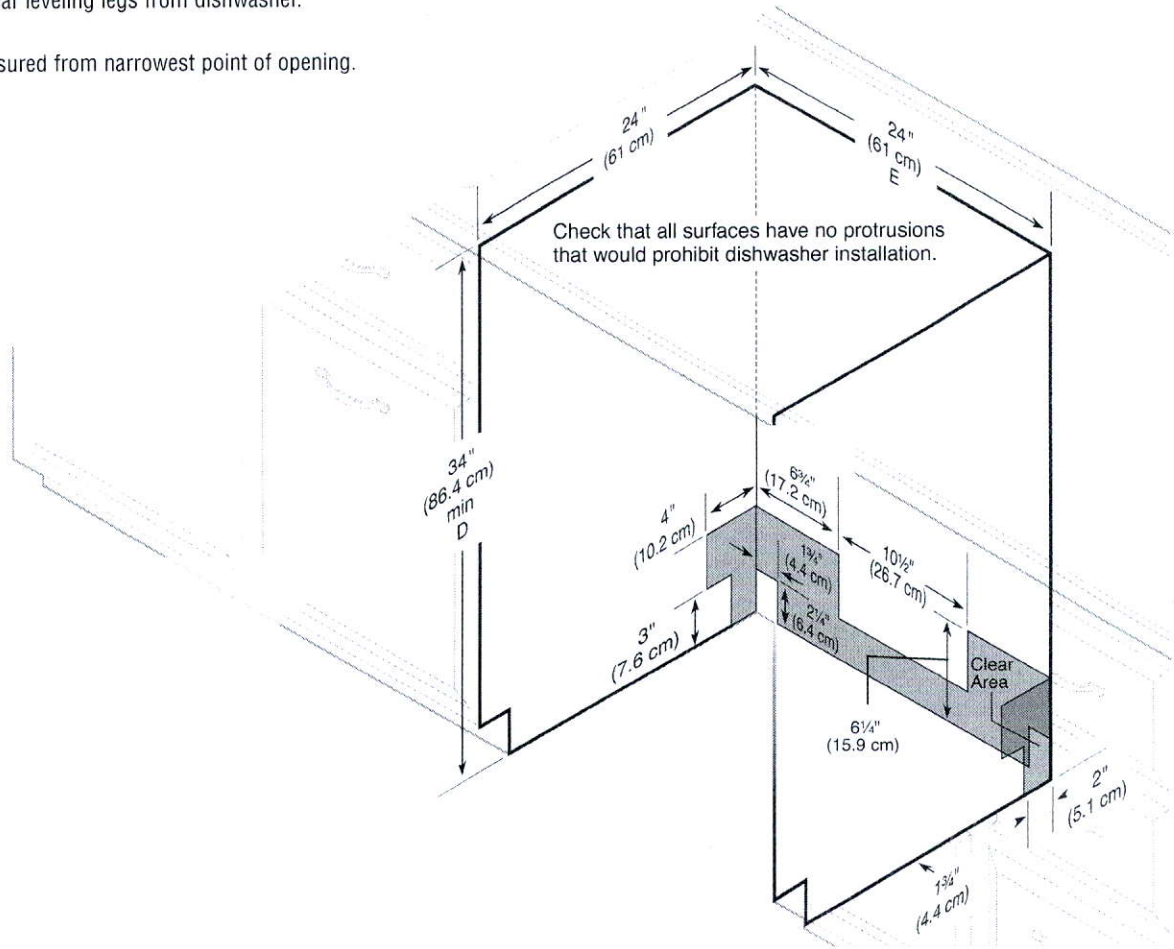 ar leveling legs from dishwasher.
sured from narrowest point of opening.
24"
(61 cm)
24"
(61 cm)
E
Check that all surfaces have no protrusions
that would prohibit dishwasher installation.
34"
(86.4 cm)
min
D
4"
(10.2 cm)
6¾"
(17.2 cm)
10½"
(26.7 cm)
1¾"
(4.4 cm)
2¼"
(6.4 cm)
3"
(7.6 cm)
Clear
Area
6¼"
(15.9 cm)
2"
(5.1 cm)
1¾"
(4.4 cm)